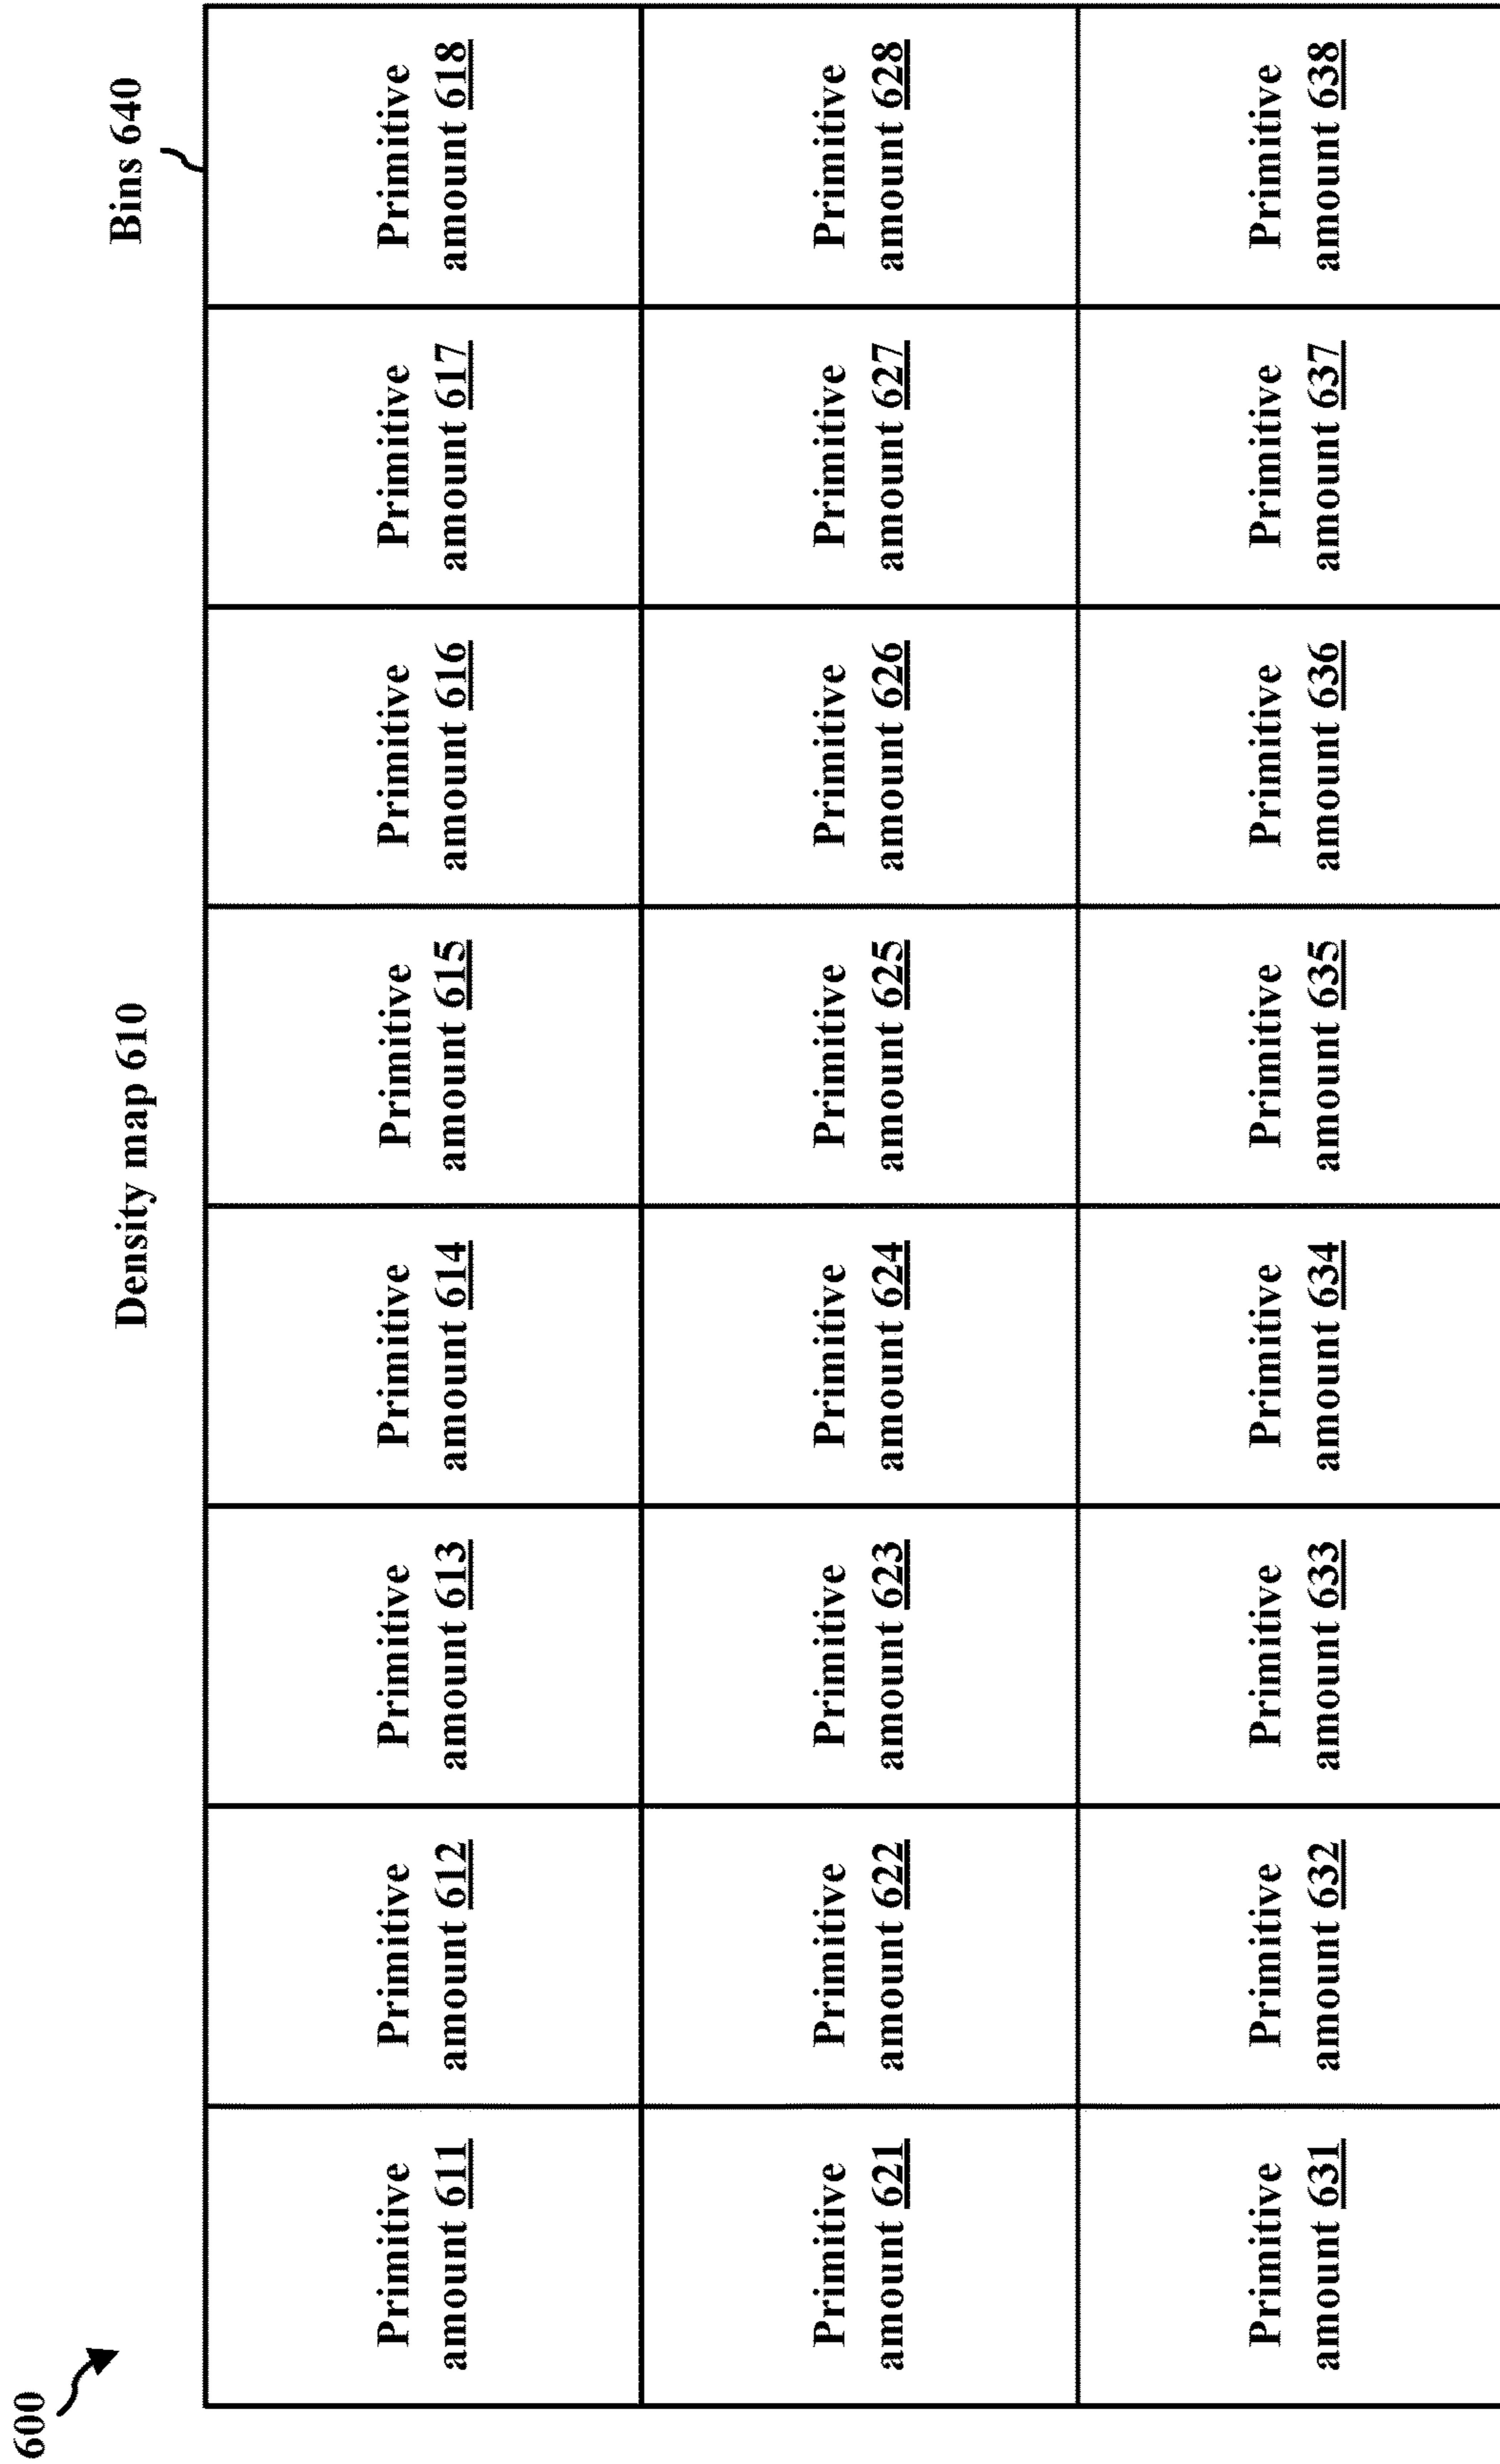 600
Density map 610
Bins 640
Primitive
amount 611
Primitive
amount 612
Primitive
amount 613
Primitive
amount 614
Primitive
amount 615
Primitive
amount 616
Primitive
amount 617
Primitive
amount 618
Primitive
amount 621
Primitive
amount 622
Primitive
amount 623
Primitive
amount 624
Primitive
amount 625
Primitive
amount 626
Primitive
amount 627
Primitive
amount 628
Primitive
amount 631
Primitive
amount 632
Primitive
amount 633
Primitive
amount 634
Primitive
amount 635
Primitive
amount 636
Primitive
amount 637
Primitive
amount 638